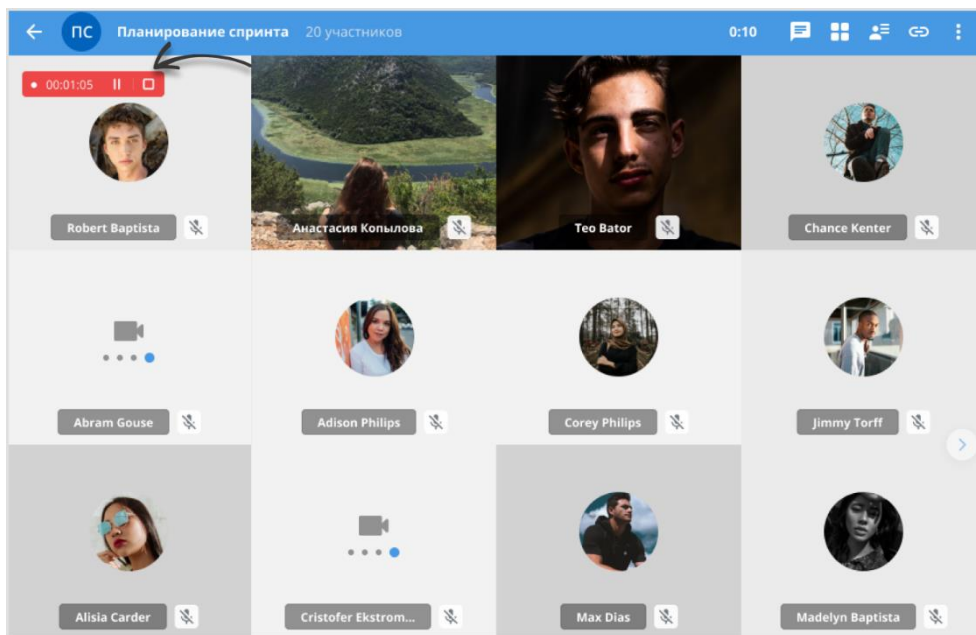 ПС Планирование спринта 20 участников 0:10
00:01:05
Robert Baptista Анастасия Копылова Teo Bator Chance Kenter
Abram Gouse Adison Philips Corey Philips Jimmy Torff
Alisia Carder Cristofer Ekstrom... Max Dias Madelyn Baptista